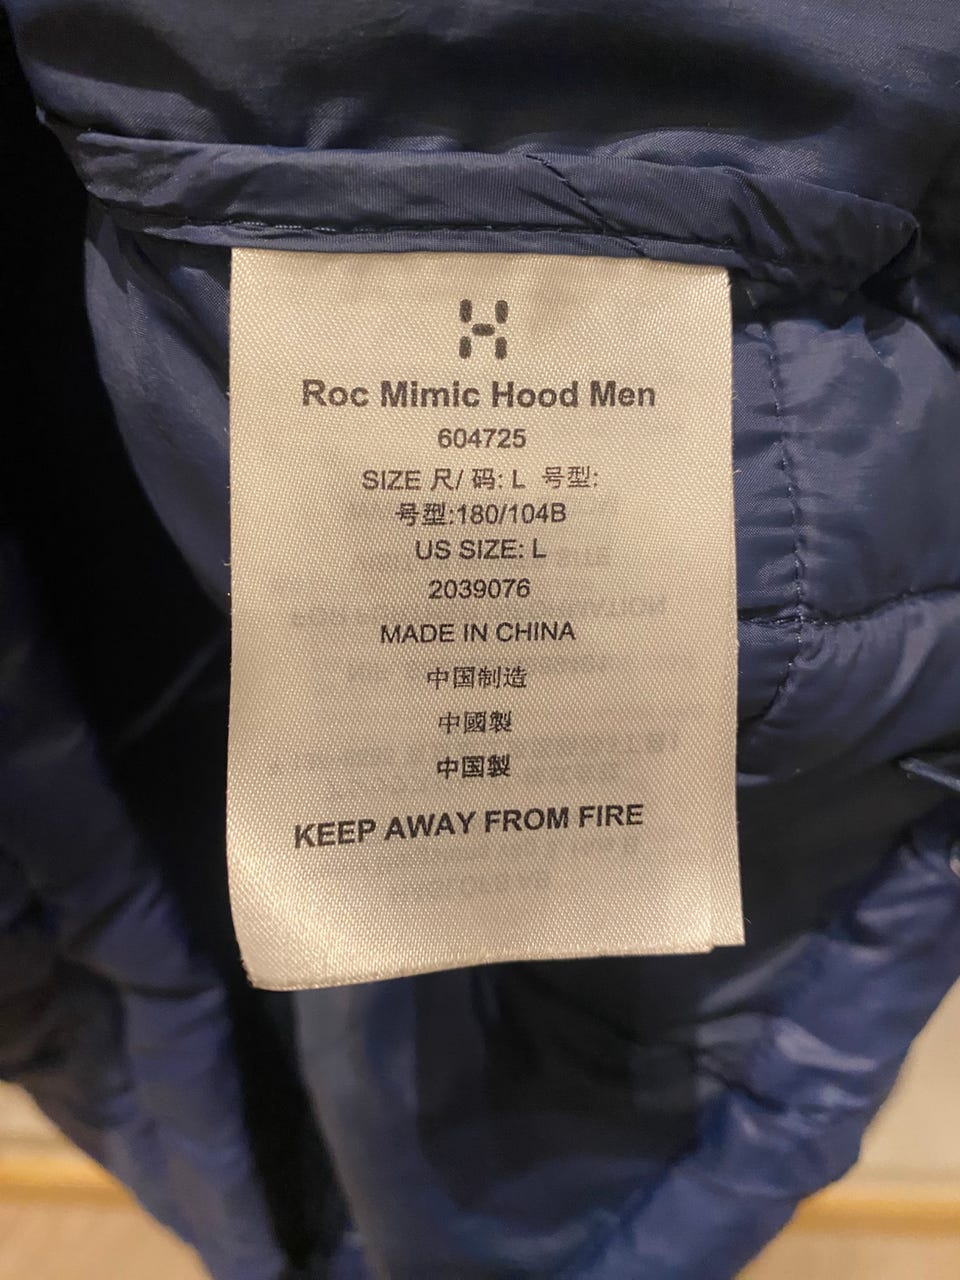 Roc Mimic Hood Men
604725
SIZE 尺/ 码: L 号型:
号型:180/104B
US SIZE: L
2039076
MADE IN CHINA
中国制造
中國製
中国製
KEEP AWAY FROM FIRE